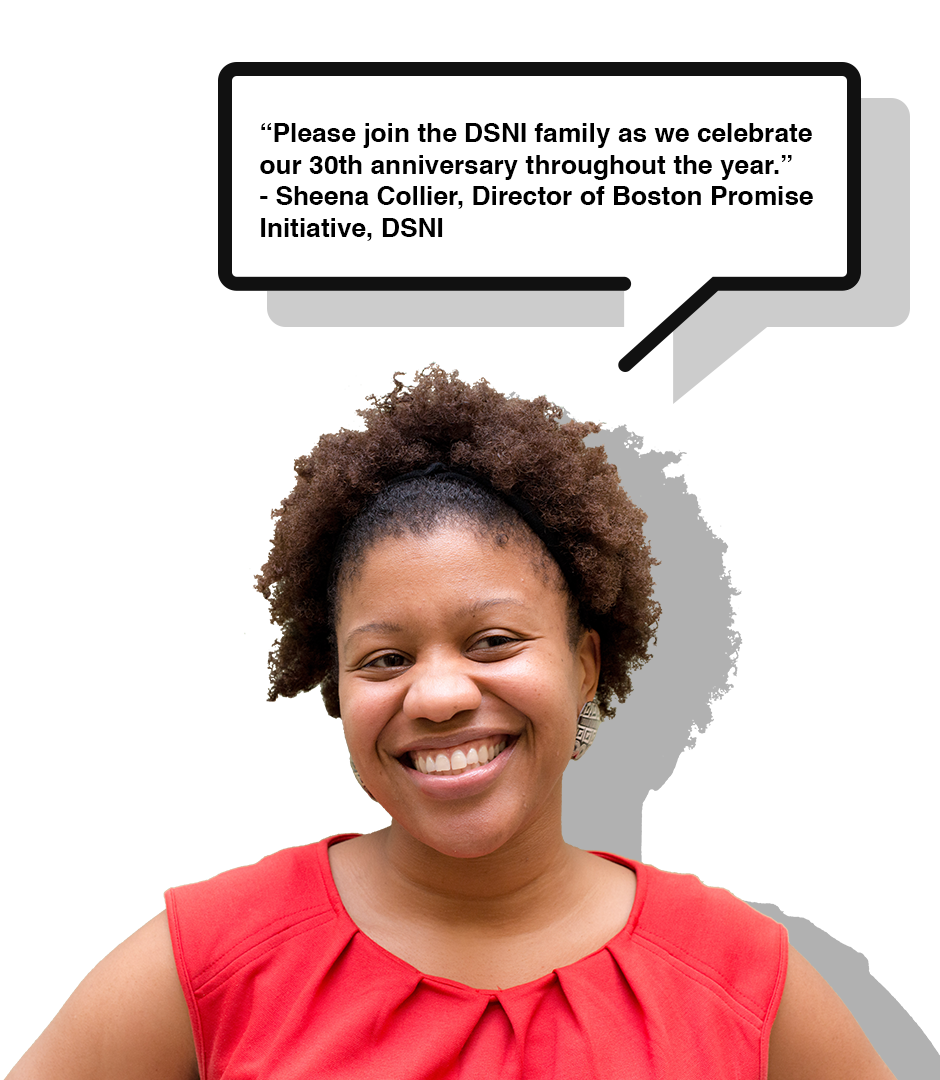 “Please join the DSNI family as we celebrate
our 30th anniversary throughout the year.”
- Sheena Collier, Director of Boston Promise
Initiative, DSNI